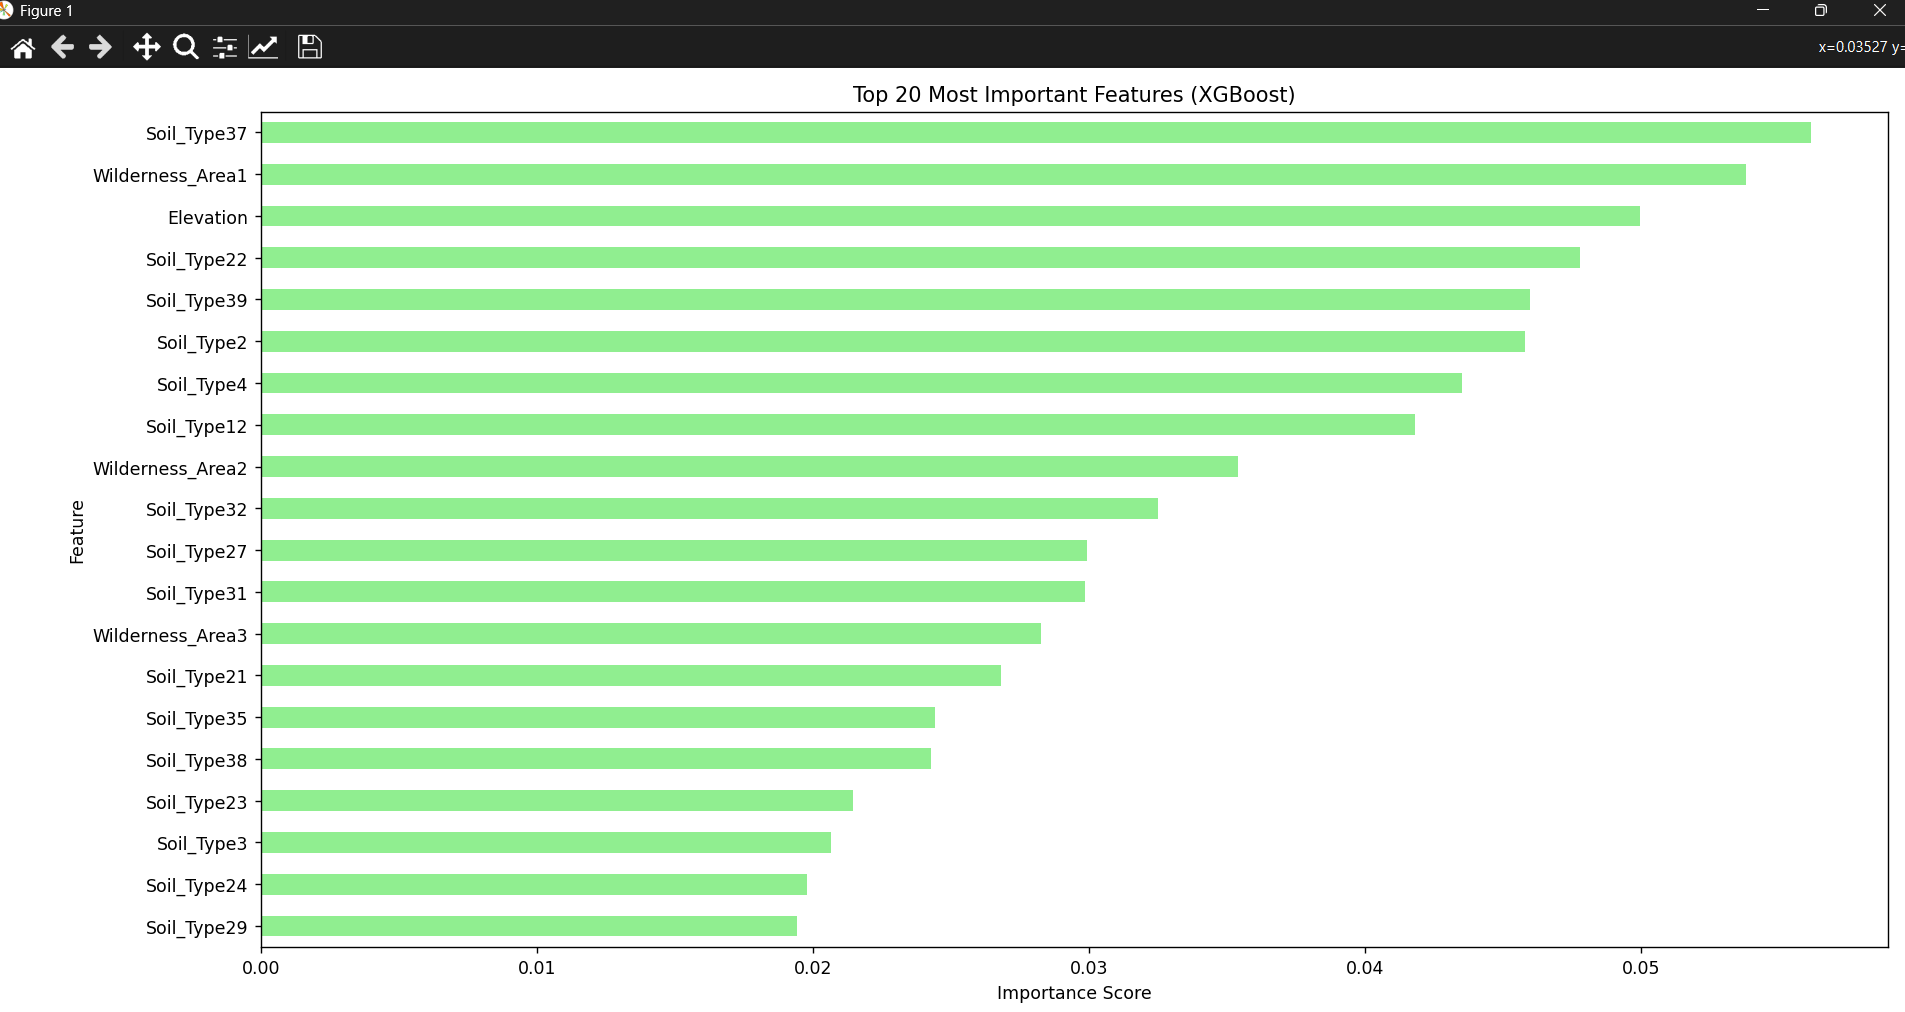 Figure 1
x=0.03527 y=
Top 20 Most Important Features (XGBoost)
Soil_Type37
Wilderness_Area1
Elevation
Soil_Type22
Soil_Type39
Soil_Type2
Soil_Type4
Soil_Type12
Wilderness_Area2
Soil_Type32
Soil_Type27
Soil_Type31
Wilderness_Area3
Soil_Type21
Soil_Type35
Soil_Type38
Soil_Type23
Soil_Type3
Soil_Type24
Soil_Type29
Feature
0.00 0.01 0.02 0.03 0.04 0.05
Importance Score